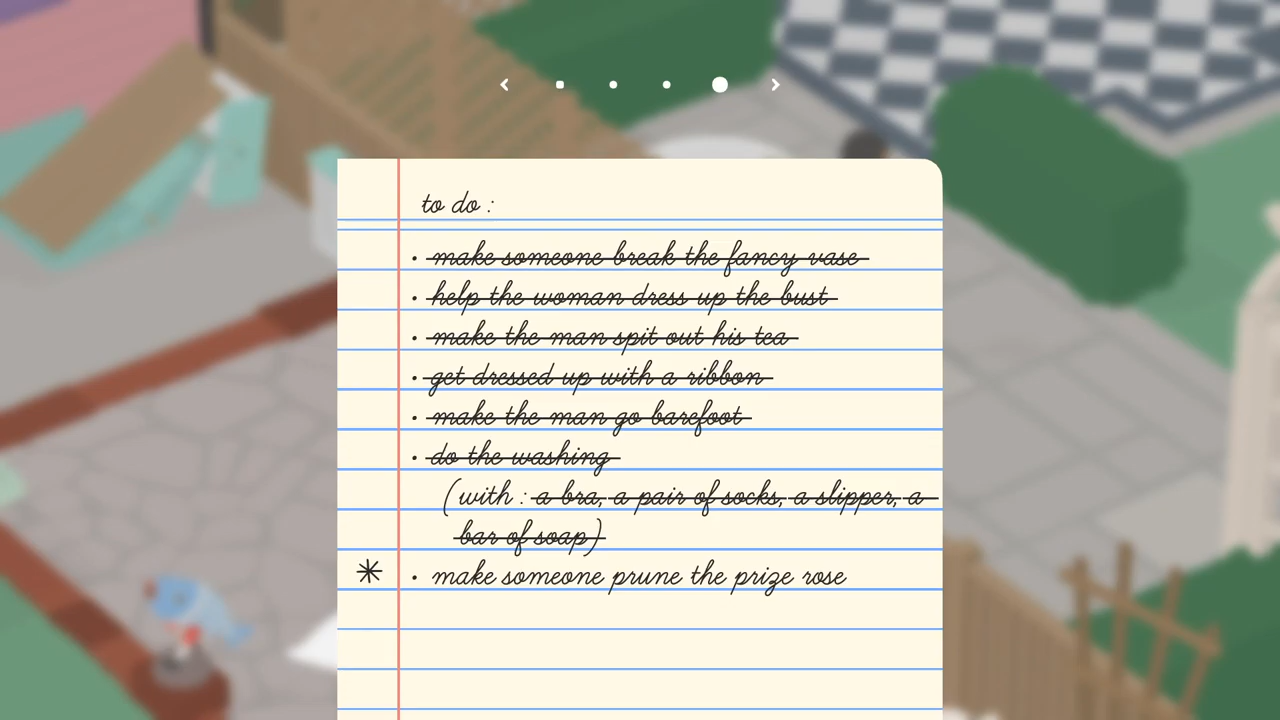 to do :
• make someone break the fancy vase
• help the woman dress up the bust
• make the man spit out his tea
• get dressed up with a ribbon
• make the man go barefoot
• do the washing
(with : a bra, a pair of socks, a slipper, a
bar of soap)
* • make someone prune the prize rose